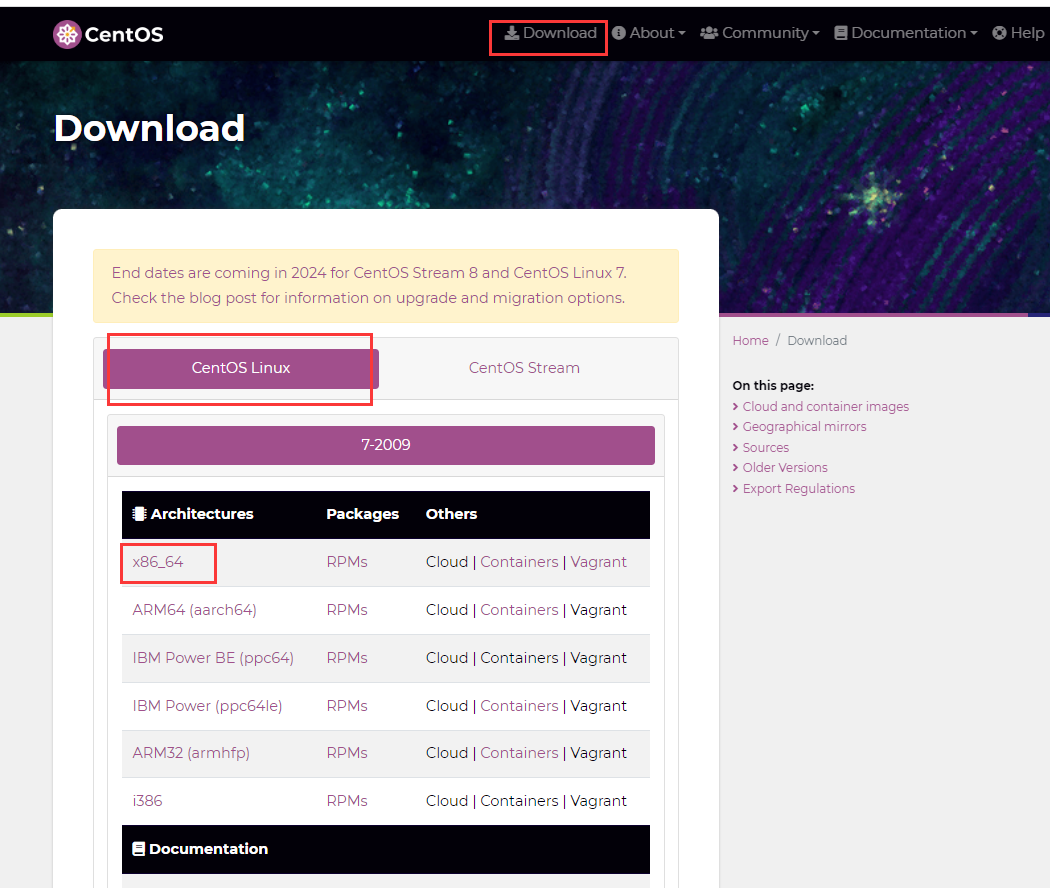 CentOS Download About Community Documentation Help
Download
End dates are coming in 2024 for CentOS Stream 8 and CentOS Linux 7.
Check the blog post for information on upgrade and migration options.
CentOS Linux CentOS Stream
7-2009
Architectures Packages Others
x86_64 RPMs Cloud | Containers | Vagrant
ARM64 (aarch64) RPMs Cloud | Containers | Vagrant
IBM Power BE (ppc64) RPMs Cloud | Containers | Vagrant
IBM Power (ppc64le) RPMs Cloud | Containers | Vagrant
ARM32 (armhfp) RPMs Cloud | Containers | Vagrant
i386 RPMs Cloud | Containers | Vagrant
Documentation
Home / Download
On this page:
Cloud and container images
Geographical mirrors
Sources
Older Versions
Export Regulations